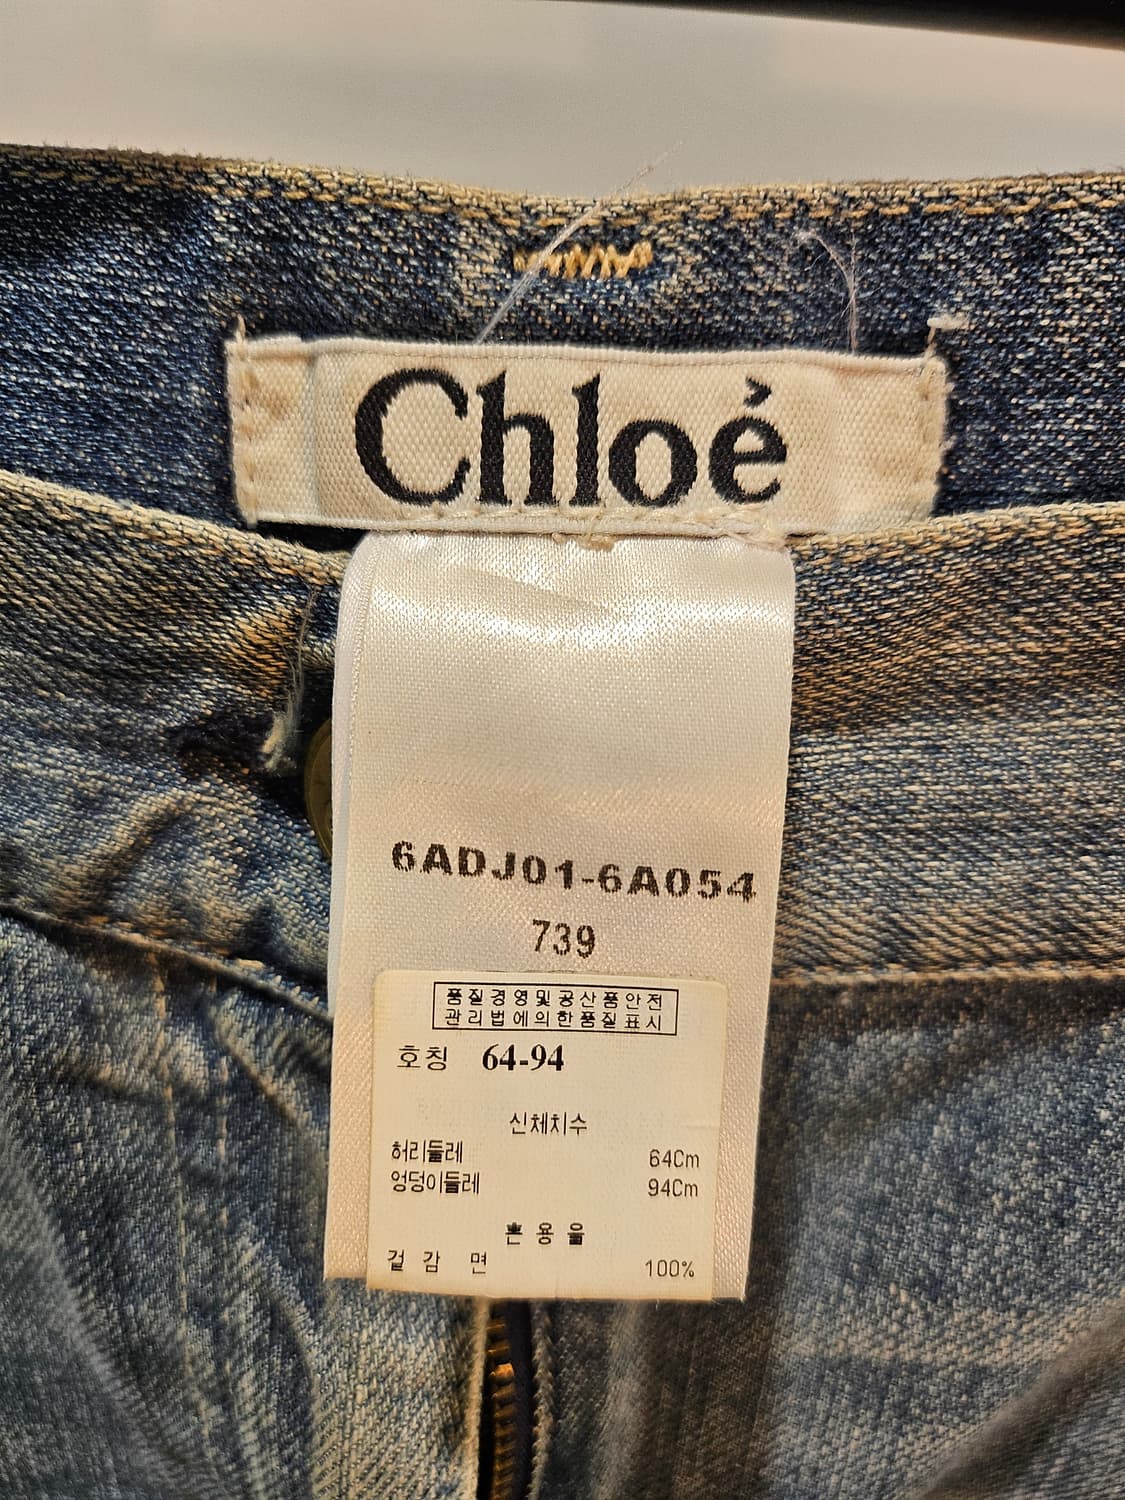 Chloé
6ADJ01-6A054
739
품질경영및공산품안전
관리법에의한품질표시
호칭 64-94
신체치수
허리둘레 64Cm
엉덩이둘레 94Cm
혼용율
겉감 면 100%